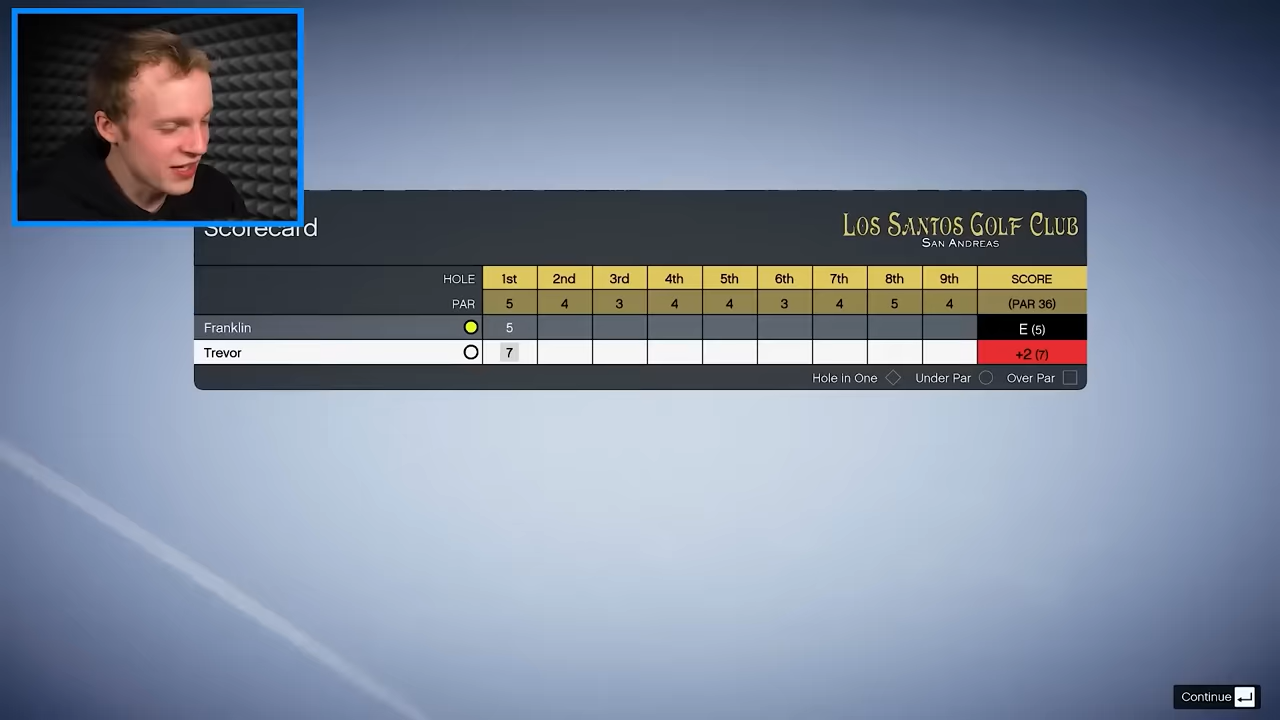 Scorecard
LOS SANTOS GOLF CLUB
SAN ANDREAS
HOLE 1st 2nd 3rd 4th 5th 6th 7th 8th 9th SCORE
PAR 5 4 3 4 4 3 4 5 4 (PAR 36)
Franklin 5 E (5)
Trevor 7 +2 (7)
Hole in One Under Par Over Par
Continue